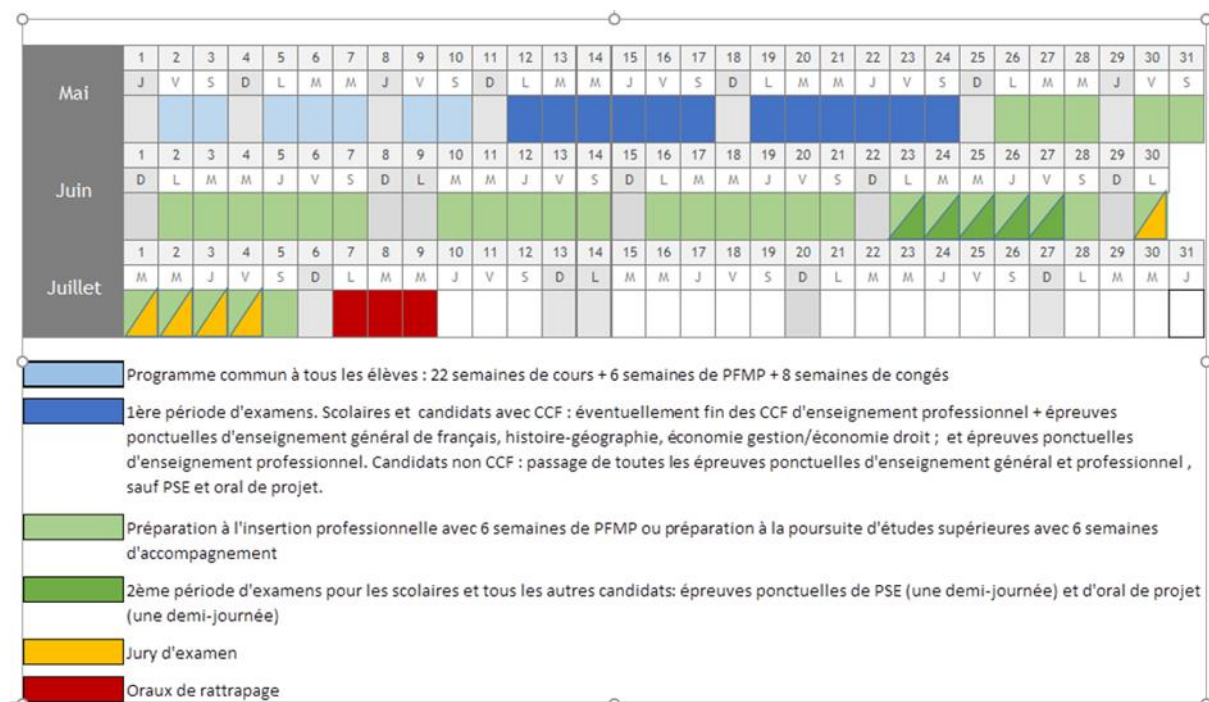 1 2 3 4 5 6 7 8 9 10 11 12 13 14 15 16 17 18 19 20 21 22 23 24 25 26 27 28 29 30 31
Mai
J V S D L M M J V S D L M M J V S D L M M J V S D L M M J V S
1 2 3 4 5 6 7 8 9 10 11 12 13 14 15 16 17 18 19 20 21 22 23 24 25 26 27 28 29 30
Juin
D L M M J V S D L M M J V S D L M M J V S D L M M J V S D L
1 2 3 4 5 6 7 8 9 10 11 12 13 14 15 16 17 18 19 20 21 22 23 24 25 26 27 28 29 30 31
Juillet
M M J V S D L M M J V S D L M M J V S D L M M J V S D L M M J
Programme commun à tous les élèves : 22 semaines de cours + 6 semaines de PFMP + 8 semaines de congés
1ère période d'examens. Scolaires et candidats avec CCF : éventuellement fin des CCF d'enseignement professionnel + épreuves
ponctuelles d'enseignement général de français, histoire-géographie, économie gestion/économie droit ; et épreuves ponctuelles
d'enseignement professionnel. Candidats non CCF : passage de toutes les épreuves ponctuelles d'enseignement général et professionnel ,
sauf PSE et oral de projet.
Préparation à l'insertion professionnelle avec 6 semaines de PFMP ou préparation à la poursuite d'études supérieures avec 6 semaines
d'accompagnement
2ème période d'examens pour les scolaires et tous les autres candidats: épreuves ponctuelles de PSE (une demi-journée) et d'oral de projet
(une demi-journée)
Jury d'examen
Oraux de rattrapage